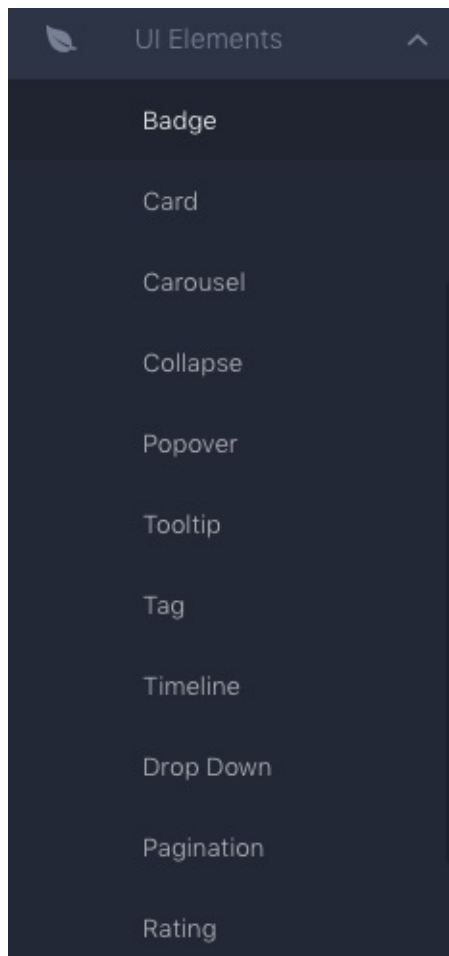 UI Elements
Badge
Card
Carousel
Collapse
Popover
Tooltip
Tag
Timeline
Drop Down
Pagination
Rating